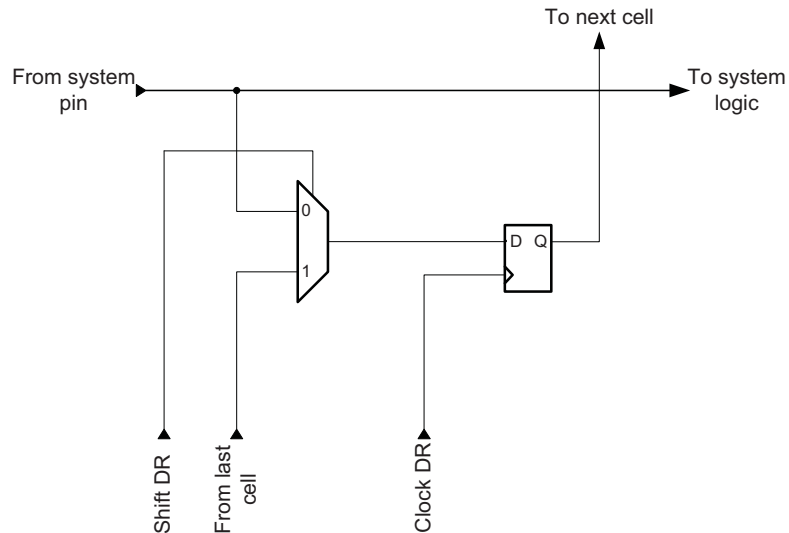 To next cell
From system
pin
To system
logic
0
1
D Q
Shift DR
From last
cell
Clock DR